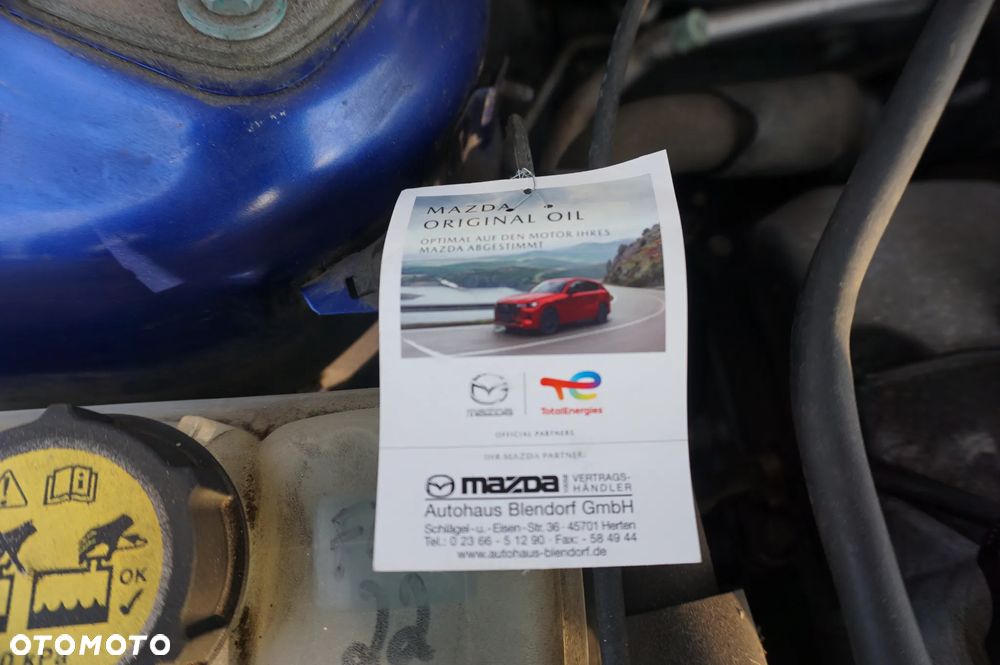 MAZDA
ORIGINAL OIL
OPTIMAL AUF DEN MOTOR IHRES
MAZDA ABGESTIMMT
mazda
TotalEnergies
OFFICIAL PARTNERS
IHR MAZDA PARTNER:
mazda VERTRAGS-
HÄNDLER
Autohaus Blendorf GmbH
Schlägel-u.-Eisen-Str. 36 · 45701 Herten
Tel.: 0 23 66 - 5 12 90 · Fax: - 58 49 44
www.autohaus-blendorf.de
OK
kPa
OTOMOTO